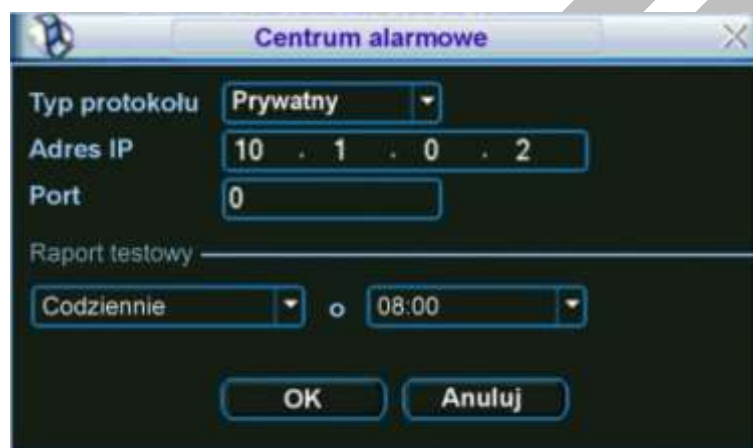 Centrum alarmowe
Typ protokołu Prywatny
Adres IP 10 . 1 . 0 . 2
Port 0
Raport testowy
Codziennie o 08:00
OK Anuluj